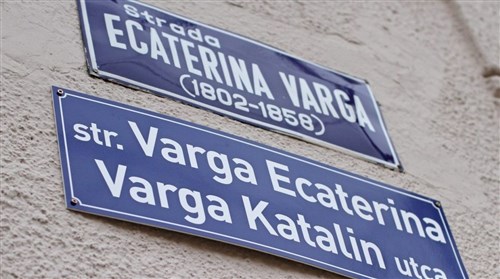 Strada
ECATERINA VARGA
(1802-1858)
str. Varga Ecaterina
Varga Katalin utca